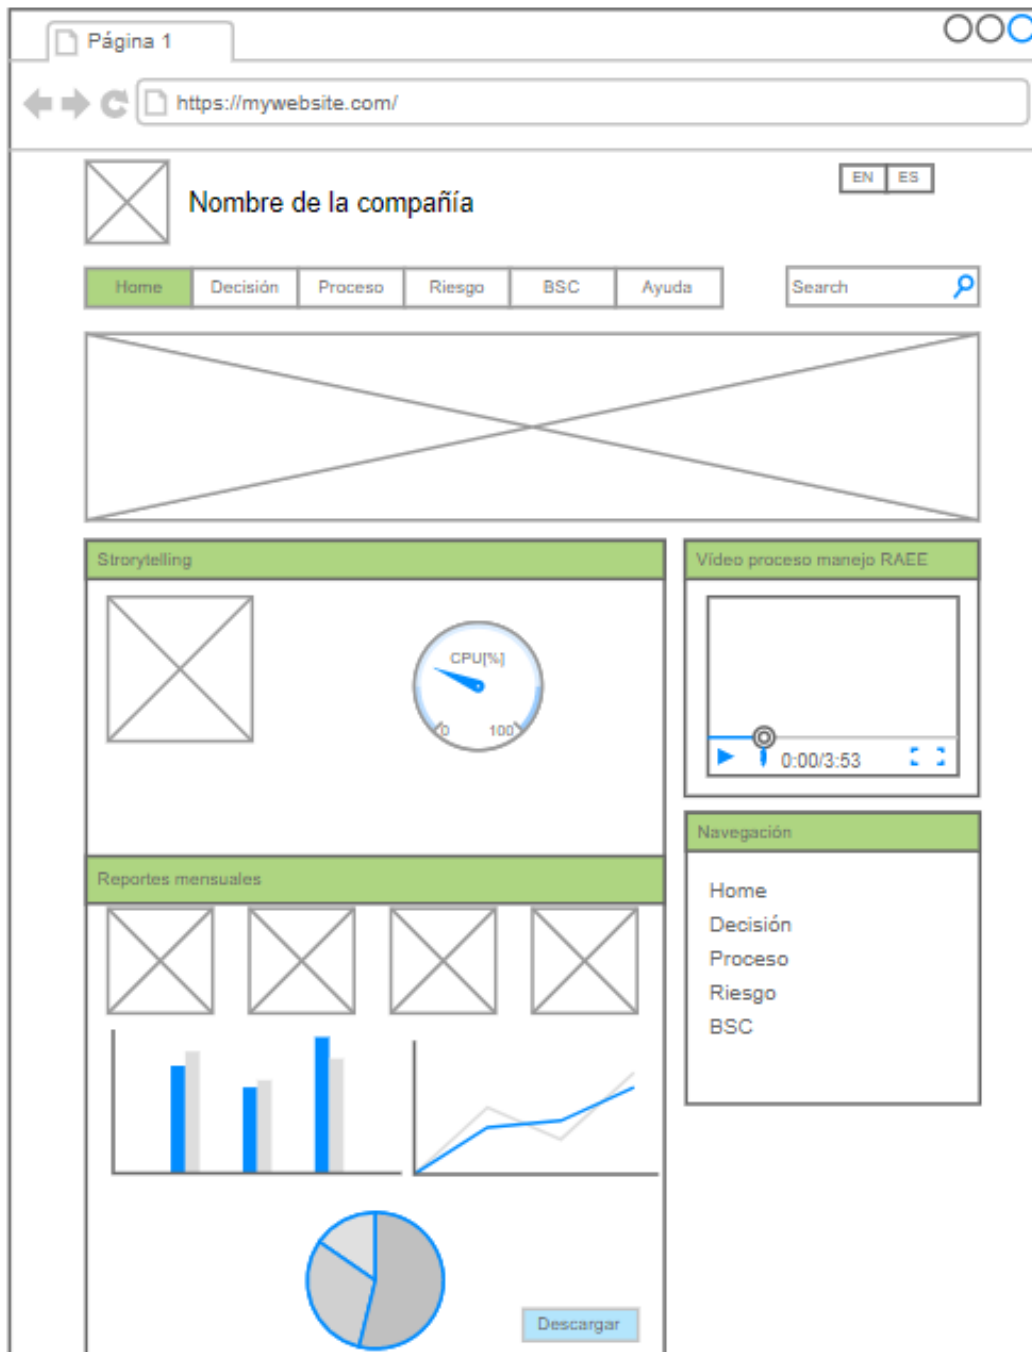 Página 1
https://mywebsite.com/
EN ES
Nombre de la compañía
Home Decisión Proceso Riesgo BSC Ayuda Search
Strorytelling
CPU[%]
0 100
Vídeo proceso manejo RAEE
0:00/3:53
Navegación
Home
Decisión
Proceso
Riesgo
BSC
Reportes mensuales
Descargar